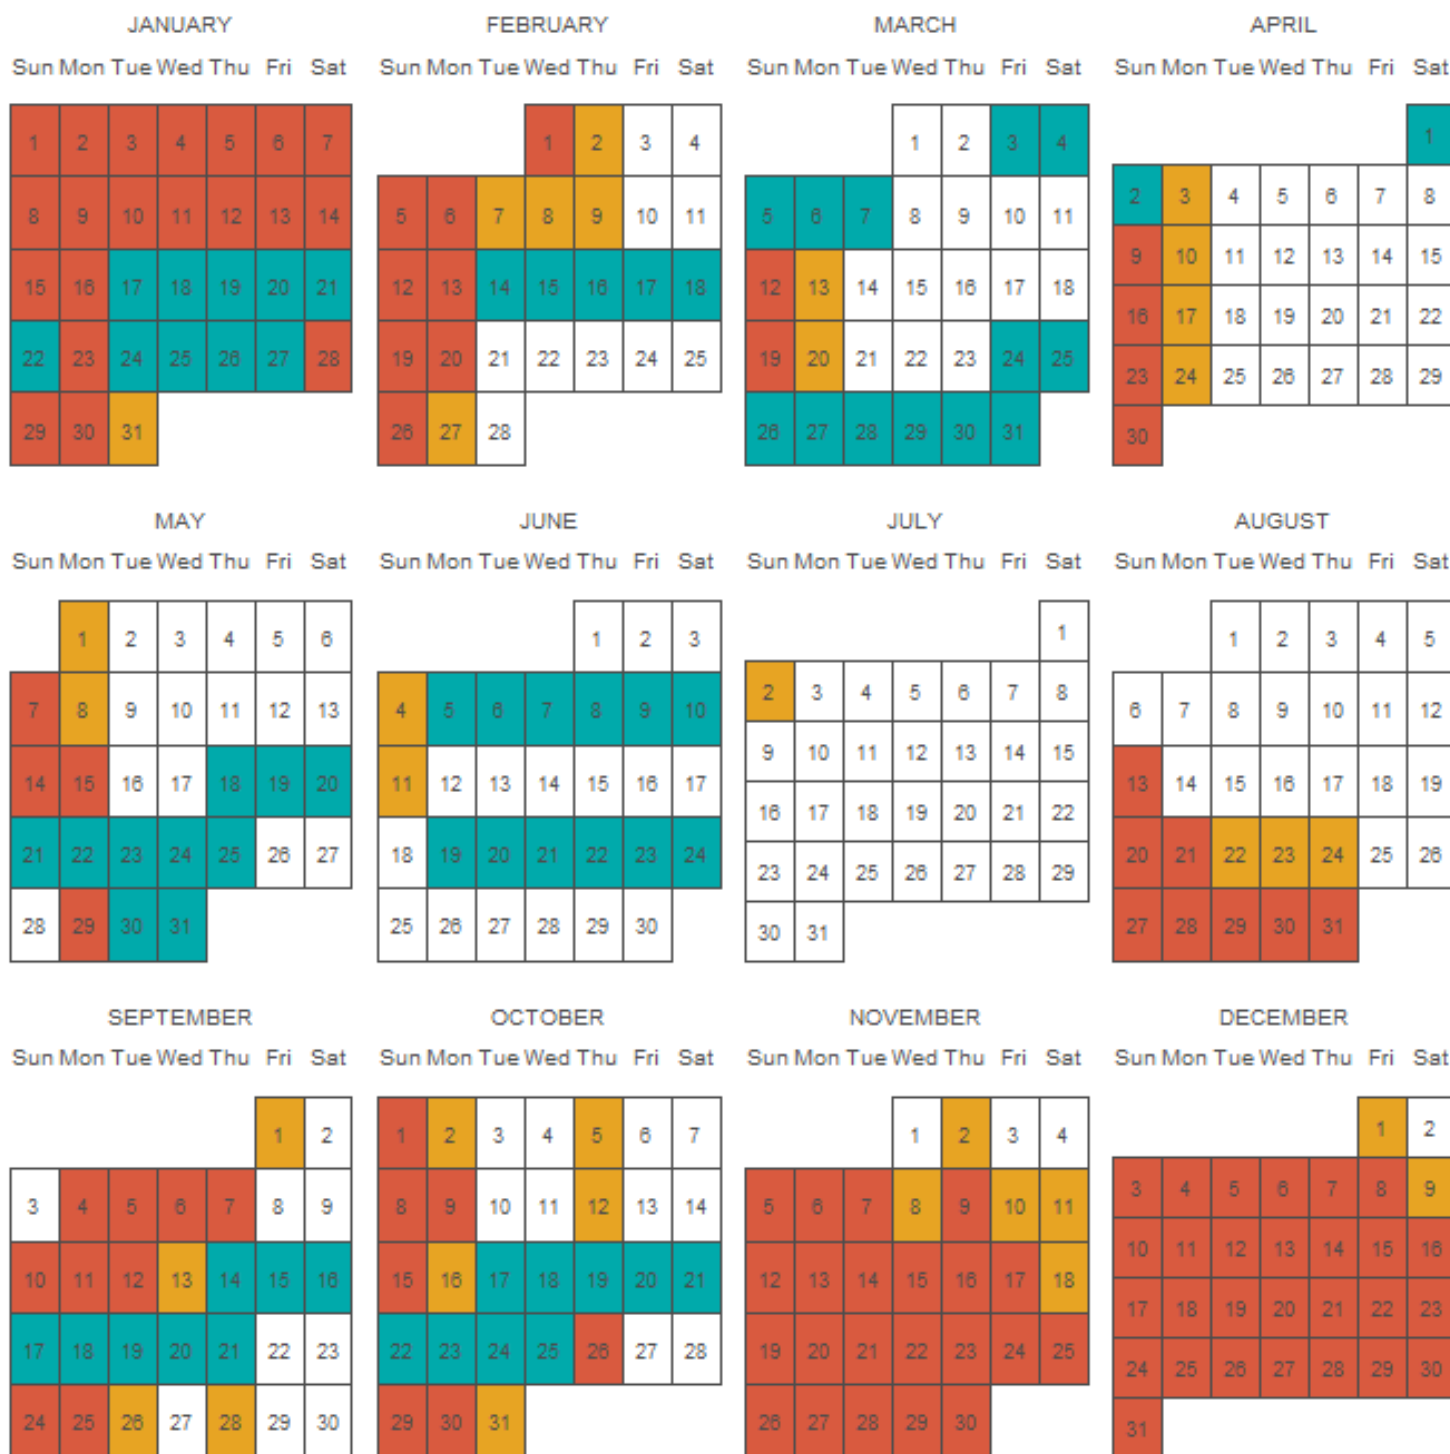 JANUARY FEBRUARY MARCH APRIL
Sun Mon Tue Wed Thu Fri Sat Sun Mon Tue Wed Thu Fri Sat Sun Mon Tue Wed Thu Fri Sat Sun Mon Tue Wed Thu Fri Sat
1 2 3 4 5 6 7 1 2 3 4 1 2 3 4 1
8 9 10 11 12 13 14 5 6 7 8 9 10 11 5 6 7 8 9 10 11 2 3 4 5 6 7 8
15 16 17 18 19 20 21 12 13 14 15 16 17 18 12 13 14 15 16 17 18 9 10 11 12 13 14 15
22 23 24 25 26 27 28 19 20 21 22 23 24 25 19 20 21 22 23 24 25 16 17 18 19 20 21 22
29 30 31 26 27 28 26 27 28 29 30 31 23 24 25 26 27 28 29
30
MAY JUNE JULY AUGUST
Sun Mon Tue Wed Thu Fri Sat Sun Mon Tue Wed Thu Fri Sat Sun Mon Tue Wed Thu Fri Sat Sun Mon Tue Wed Thu Fri Sat
1 2 3 4 5 6 1 2 3 1 1 2 3 4 5
7 8 9 10 11 12 13 4 5 6 7 8 9 10 2 3 4 5 6 7 8 6 7 8 9 10 11 12
14 15 16 17 18 19 20 11 12 13 14 15 16 17 9 10 11 12 13 14 15 13 14 15 16 17 18 19
21 22 23 24 25 26 27 18 19 20 21 22 23 24 16 17 18 19 20 21 22 20 21 22 23 24 25 26
28 29 30 31 25 26 27 28 29 30 23 24 25 26 27 28 29 27 28 29 30 31
30 31
SEPTEMBER OCTOBER NOVEMBER DECEMBER
Sun Mon Tue Wed Thu Fri Sat Sun Mon Tue Wed Thu Fri Sat Sun Mon Tue Wed Thu Fri Sat Sun Mon Tue Wed Thu Fri Sat
1 2 1 2 3 4 5 6 7 1 2 3 4 1 2
3 4 5 6 7 8 9 8 9 10 11 12 13 14 5 6 7 8 9 10 11 3 4 5 6 7 8 9
10 11 12 13 14 15 16 15 16 17 18 19 20 21 12 13 14 15 16 17 18 10 11 12 13 14 15 16
17 18 19 20 21 22 23 22 23 24 25 26 27 28 19 20 21 22 23 24 25 17 18 19 20 21 22 23
24 25 26 27 28 29 30 29 30 31 26 27 28 29 30 24 25 26 27 28 29 30
31